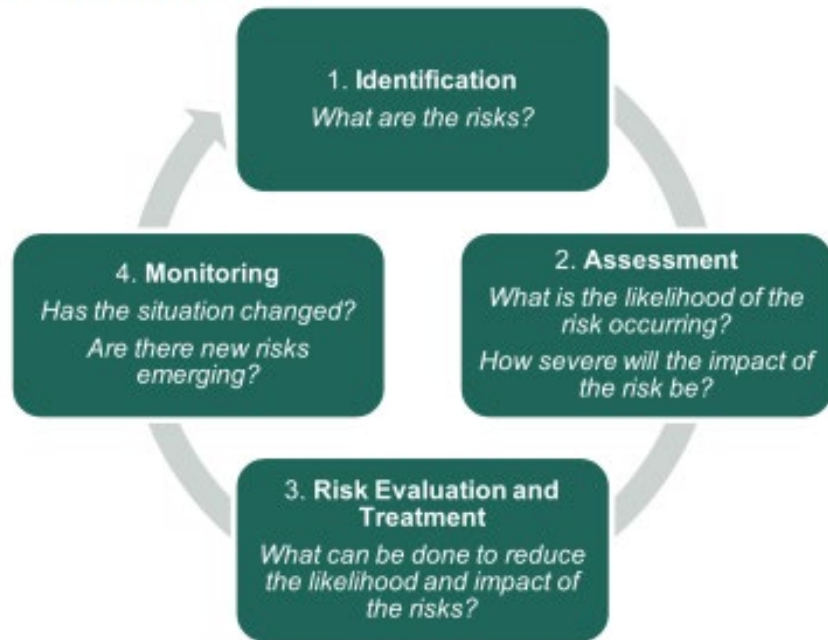 1. Identification
What are the risks?
2. Assessment
What is the likelihood of the
risk occurring?
How severe will the impact of
the risk be?
3. Risk Evaluation and
Treatment
What can be done to reduce
the likelihood and impact of
the risks?
4. Monitoring
Has the situation changed?
Are there new risks
emerging?